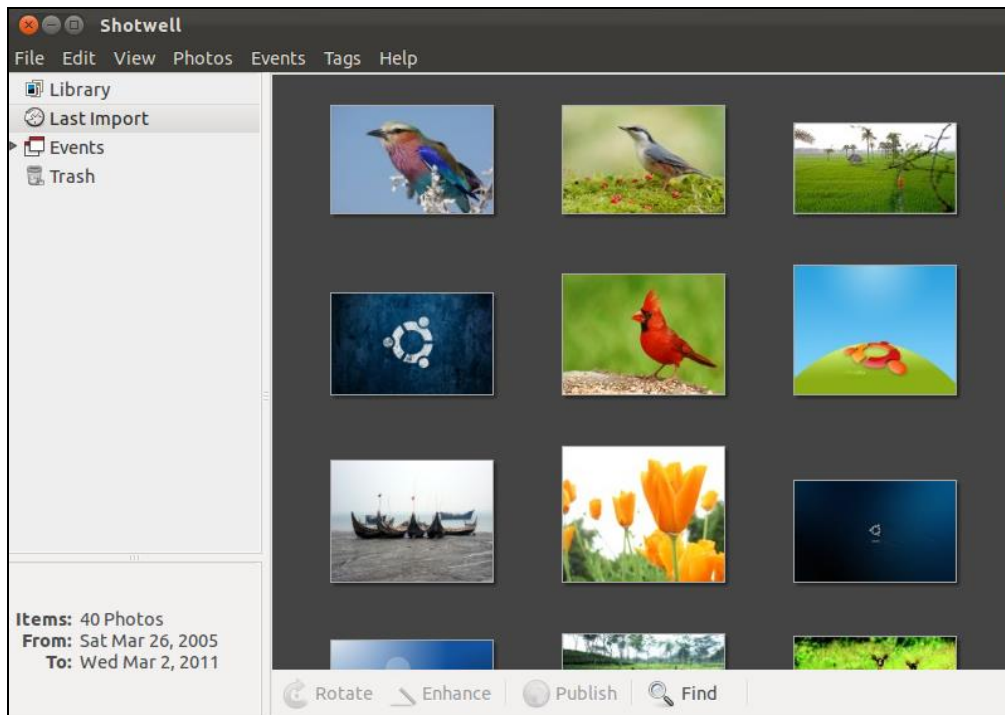 Shotwell
File Edit View Photos Events Tags Help
Library
Last Import
Events
Trash
Items: 40 Photos
From: Sat Mar 26, 2005
To: Wed Mar 2, 2011
Rotate Enhance Publish Find